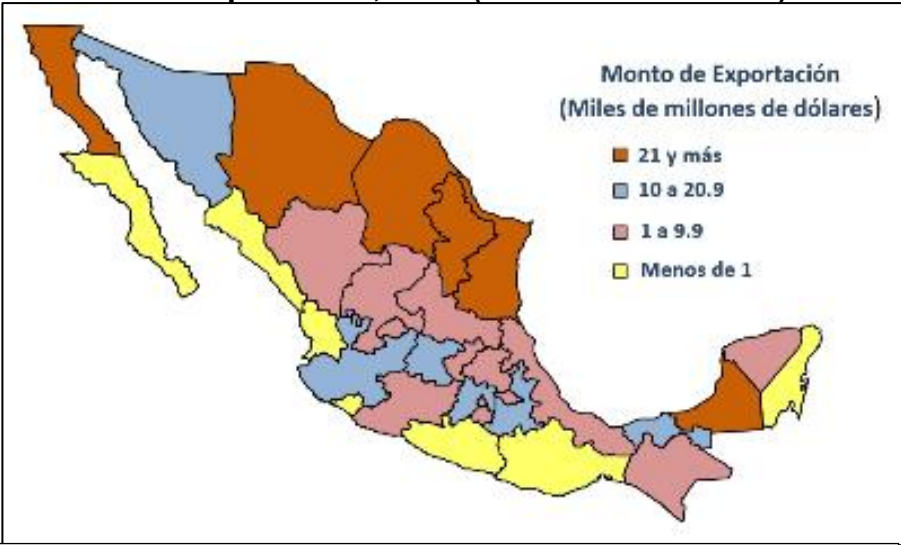 Monto de Exportación
(Miles de millones de dólares)
21 y más
10 a 20.9
1 a 9.9
Menos de 1